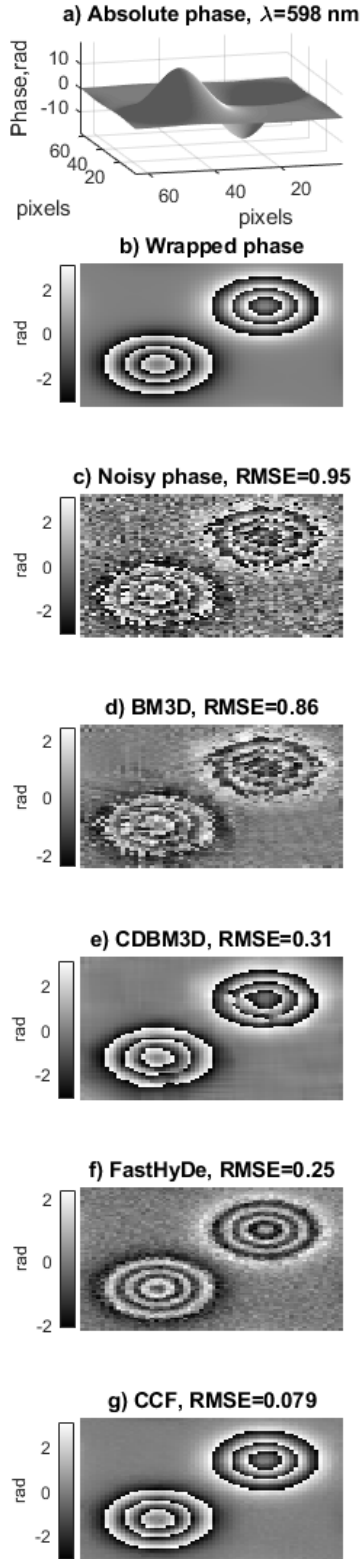 a) Absolute phase, λ=598 nm
Phase,rad
10
0
-10
60
40
20
pixels
60
40
20
pixels
b) Wrapped phase
rad
2
0
-2
c) Noisy phase, RMSE=0.95
rad
2
0
-2
d) BM3D, RMSE=0.86
rad
2
0
-2
e) CDBM3D, RMSE=0.31
rad
2
0
-2
f) FastHyDe, RMSE=0.25
rad
2
0
-2
g) CCF, RMSE=0.079
rad
2
0
-2